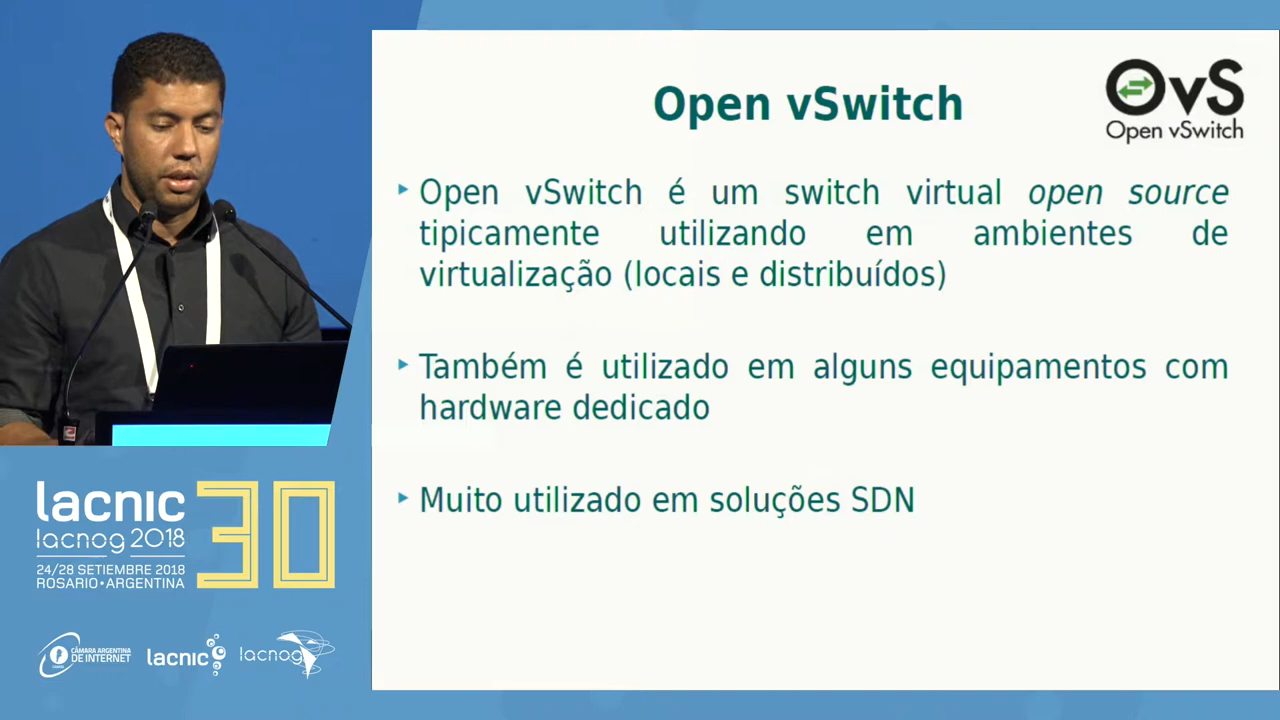 Open vSwitch
OvS
Open vSwitch
Open vSwitch é um switch virtual open source
tipicamente utilizando em ambientes de
virtualização (locais e distribuídos)
Também é utilizado em alguns equipamentos com
hardware dedicado
Muito utilizado em soluções SDN
lacnic 30
lacnog 2018
24/28 SETIEMBRE 2018
ROSARIO•ARGENTINA
CÁMARA ARGENTINA
DE INTERNET
lacnic
lacnog